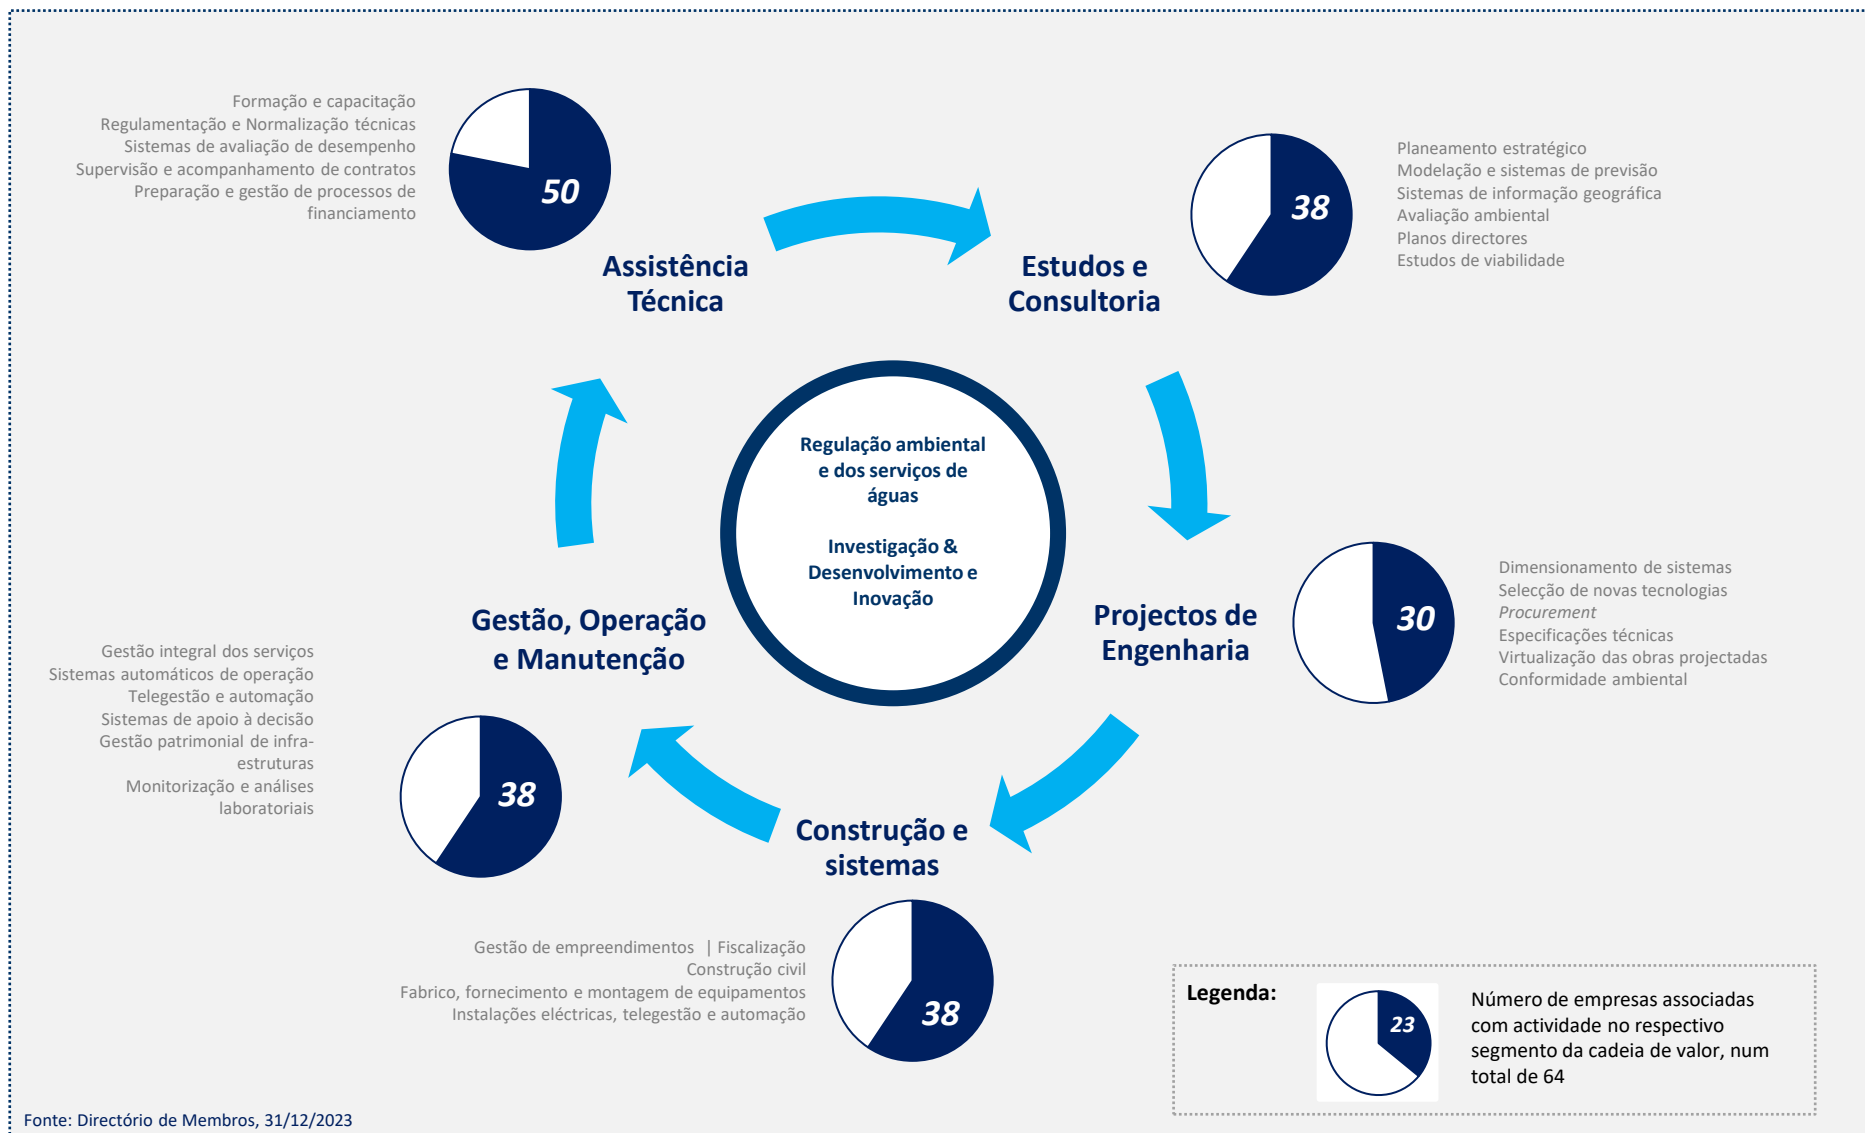 Formação e capacitação
Regulamentação e Normalização técnicas
Sistemas de avaliação de desempenho
Supervisão e acompanhamento de contratos
Preparação e gestão de processos de
financiamento
50
Assistência
Técnica
Estudos e
Consultoria
38
Planeamento estratégico
Modelação e sistemas de previsão
Sistemas de informação geográfica
Avaliação ambiental
Planos directores
Estudos de viabilidade
Regulação ambiental
e dos serviços de
águas
Investigação &
Desenvolvimento e
Inovação
Projectos de
Engenharia
30
Dimensionamento de sistemas
Selecção de novas tecnologias
Procurement
Especificações técnicas
Virtualização das obras projectadas
Conformidade ambiental
Gestão, Operação
e Manutenção
Gestão integral dos serviços
Sistemas automáticos de operação
Telegestão e automação
Sistemas de apoio à decisão
Gestão patrimonial de infra-
estruturas
Monitorização e análises
laboratoriais
38
Construção e
sistemas
Gestão de empreendimentos | Fiscalização
Construção civil
Fabrico, fornecimento e montagem de equipamentos
Instalações eléctricas, telegestão e automação
38
Legenda:
23
Número de empresas associadas
com actividade no respectivo
segmento da cadeia de valor, num
total de 64
Fonte: Directório de Membros, 31/12/2023